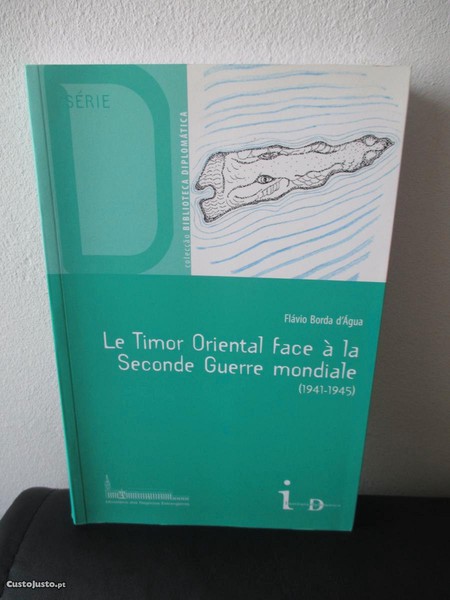 SÉRIE
D
colecção BIBLIOTECA DIPLOMÁTICA
Flávio Borda d'Água
Le Timor Oriental face à la
Seconde Guerre mondiale
(1941-1945)
iD
CustoJusto.pt